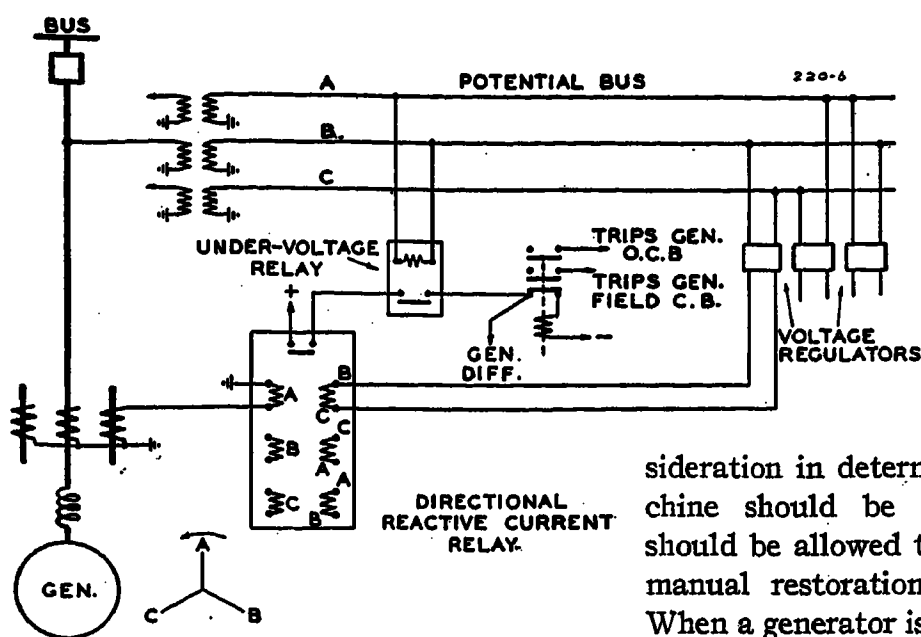 BUS
A
POTENTIAL BUS
220-6
B.
C
UNDER-VOLTAGE
RELAY
TRIPS GEN.
O.C.B
TRIPS GEN.
FIELD C.B.
+
-
GEN.
DIFF.
VOLTAGE
REGULATORS
A
B
C
B
C
A
C
A
B
DIRECTIONAL
REACTIVE CURRENT
RELAY.
GEN.
A
C
B
sideration in determ
chine should be
should be allowed t
manual restoration
When a generator is